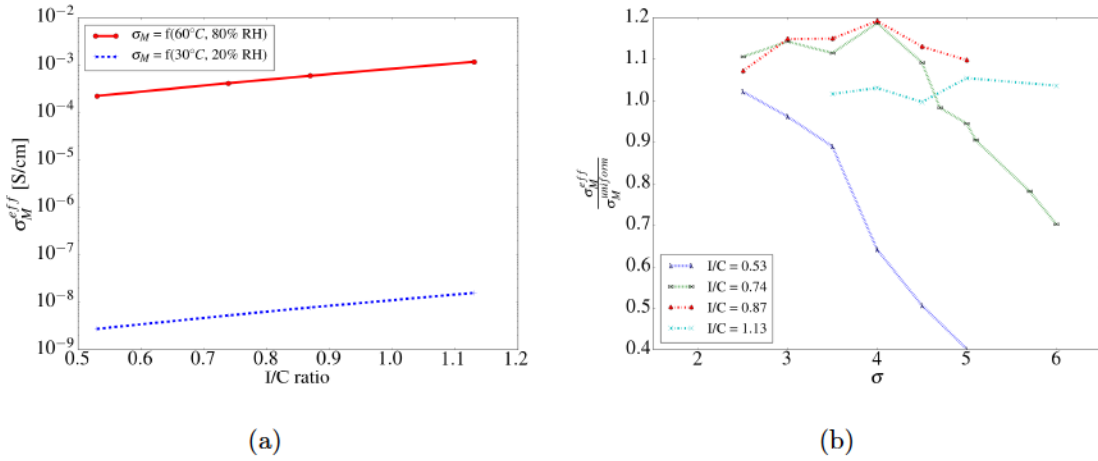 10⁻²
10⁻³
10⁻⁴
10⁻⁵
10⁻⁶
10⁻⁷
10⁻⁸
10⁻⁹
σ_M^{eff} [S/cm]
σ_M = f(60°C, 80% RH)
σ_M = f(30°C, 20% RH)
0.5 0.6 0.7 0.8 0.9 1.0 1.1 1.2
I/C ratio
(a)
1.2
1.1
1.0
0.9
0.8
0.7
0.6
0.5
0.4
σ_M^{eff}
σ_M^{uniform}
I/C = 0.53
I/C = 0.74
I/C = 0.87
I/C = 1.13
2 3 4 5 6
σ
(b)